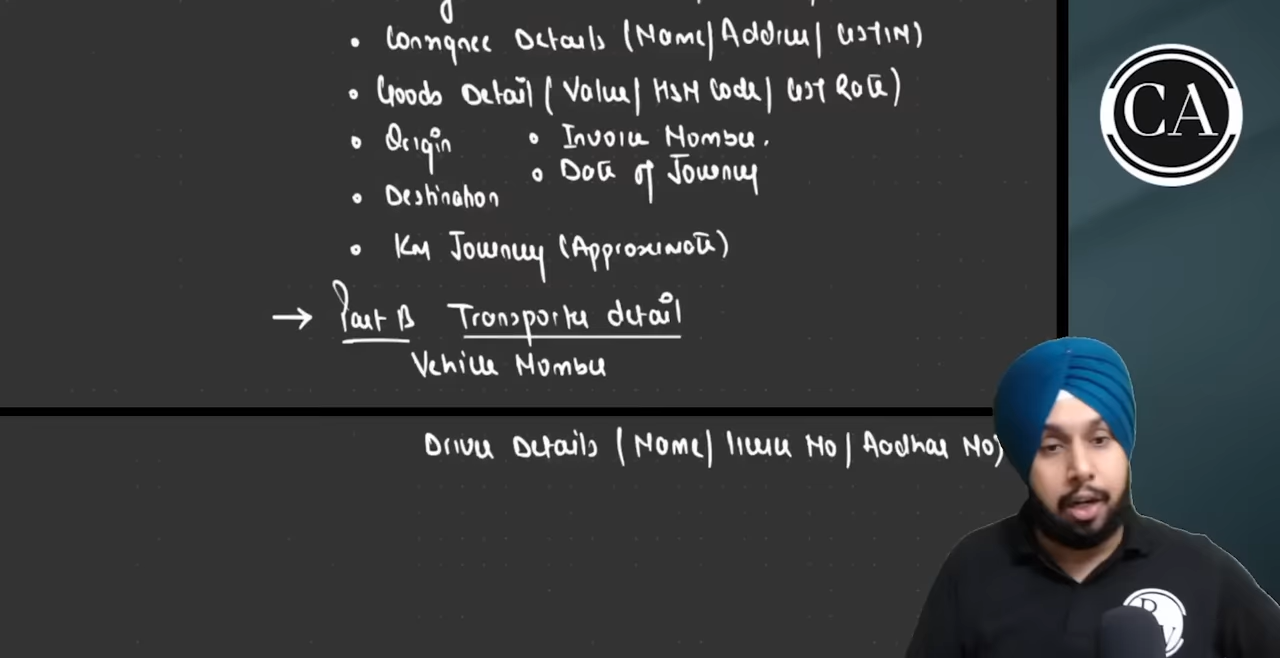 • Consignee Details (Name/Address/GSTIN)
• Goods Detail (Value/HSN Code/GST Rate)
• Origin • Invoice Number.
• Destination • Date of Journey
• KM Journey (Approximate)
→ Part B Transporter detail
Vehicle Number
Driver Details (Name/License No/Aadhar No)
CA